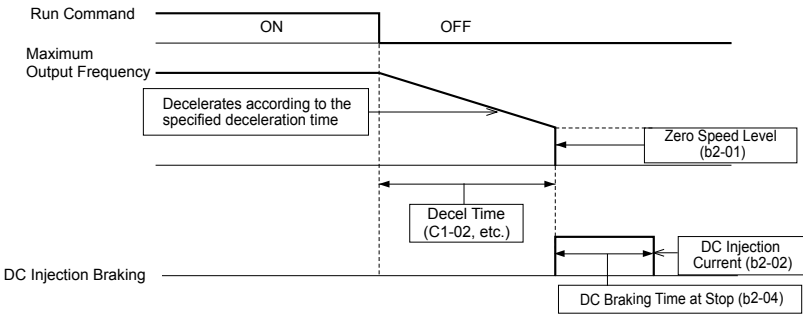 Run Command
ON
OFF
Maximum
Output Frequency
Decelerates according to the
specified deceleration time
Zero Speed Level
(b2-01)
Decel Time
(C1-02, etc.)
DC Injection
Current (b2-02)
DC Injection Braking
DC Braking Time at Stop (b2-04)